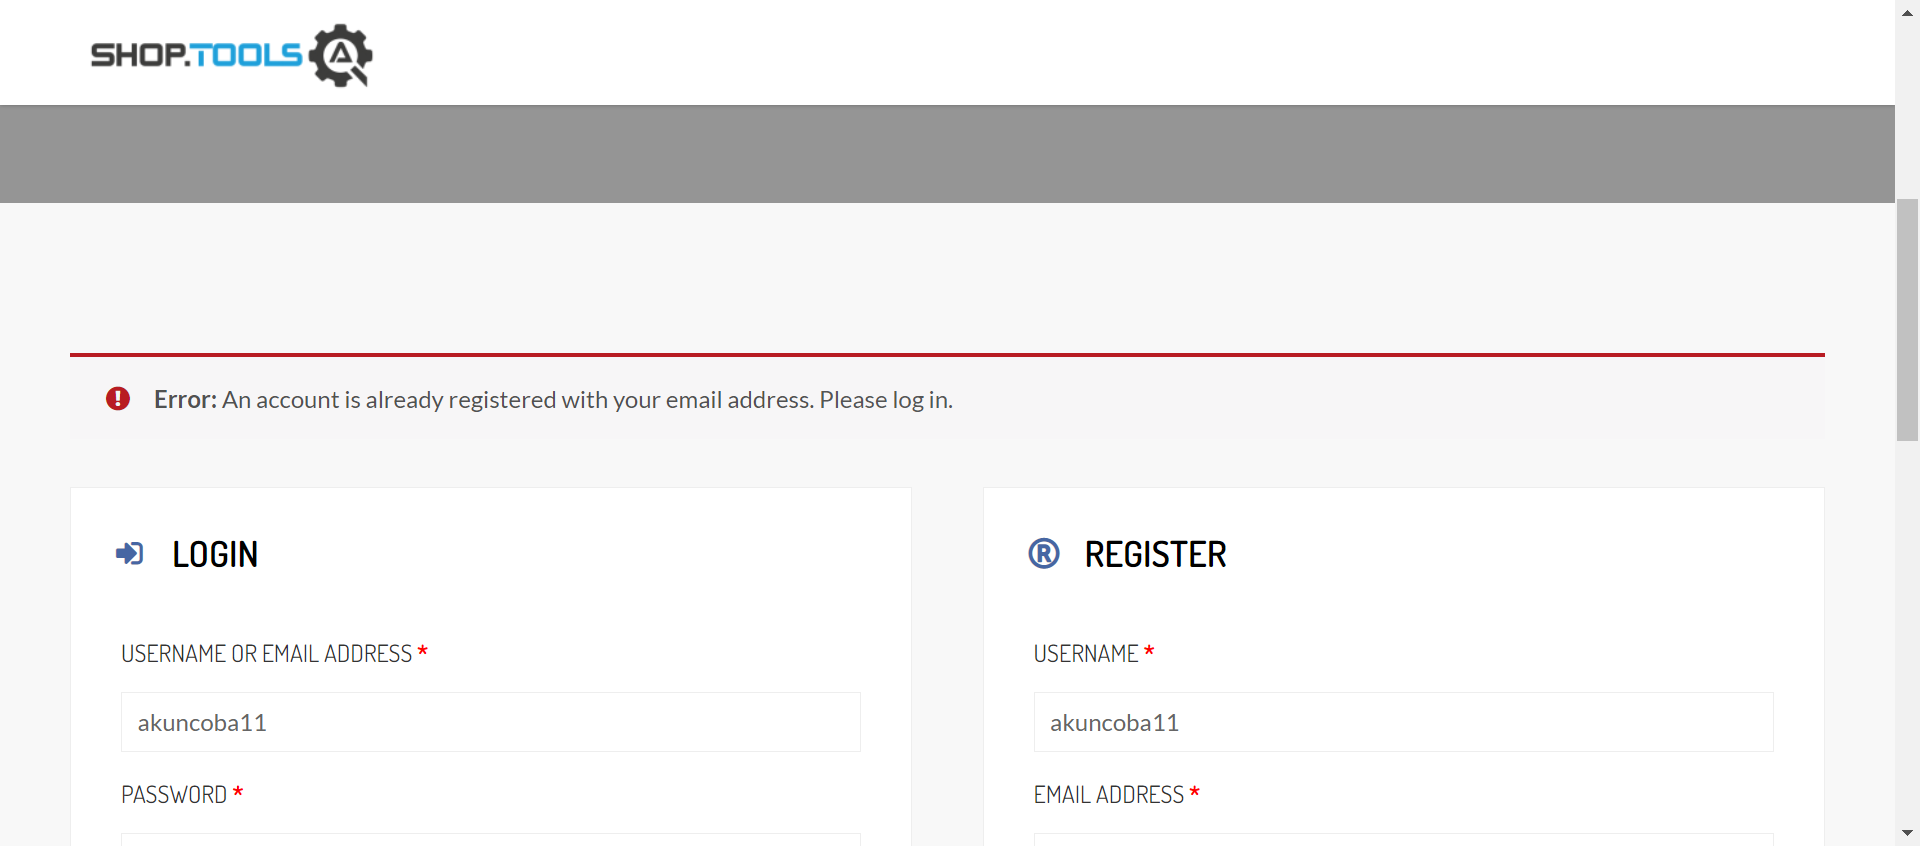 SHOP.TOOLS
Error: An account is already registered with your email address. Please log in.
LOGIN
USERNAME OR EMAIL ADDRESS *
akuncoba11
PASSWORD *
® REGISTER
USERNAME *
akuncoba11
EMAIL ADDRESS *